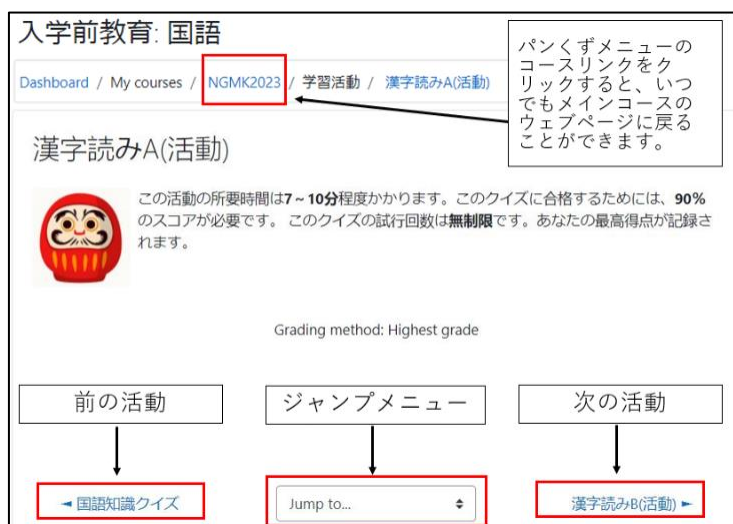 入学前教育: 国語
Dashboard / My courses / NGMK2023 / 学習活動 / 漢字読みA(活動)
パンくずメニューの
コースリンクをク
リックすると、いつ
でもメインコースの
ウェブページに戻る
ことができます。
漢字読みA(活動)
この活動の所要時間は7~10分程度かかります。このクイズに合格するためには、90%
のスコアが必要です。 このクイズの試行回数は無制限です。あなたの最高得点が記録さ
れます。
Grading method: Highest grade
前の活動
ジャンプメニュー
次の活動
◄ 国語知識クイズ
Jump to...
漢字読みB(活動) ►